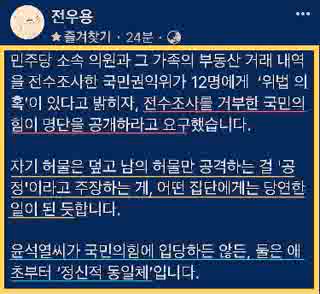 전우용
★ 즐겨찾기 · 24분
민주당 소속 의원과 그 가족의 부동산 거래 내역
을 전수조사한 국민권익위가 12명에게 '위법 의
혹'이 있다고 밝히자, 전수조사를 거부한 국민의
힘이 명단을 공개하라고 요구했습니다.
자기 허물은 덮고 남의 허물만 공격하는 걸 '공
정'이라고 주장하는 게, 어떤 집단에게는 당연한
일이 된 듯합니다.
윤석열씨가 국민의힘에 입당하든 않든, 둘은 애
초부터 '정신적 동일체'입니다.